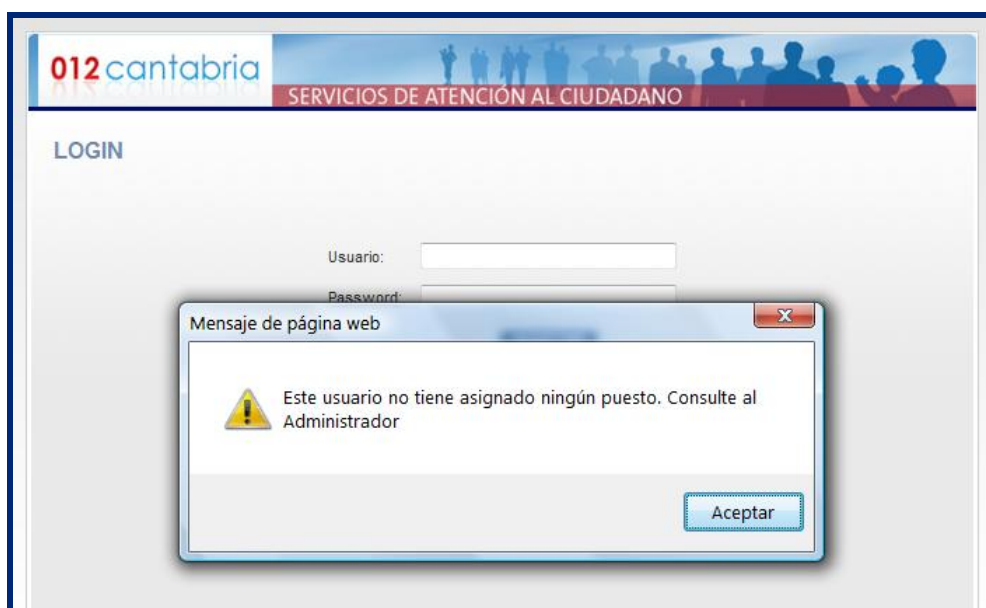 012 cantabria
SERVICIOS DE ATENCIÓN AL CIUDADANO
LOGIN
Usuario:
Password:
Mensaje de página web
Este usuario no tiene asignado ningún puesto. Consulte al
Administrador
Aceptar